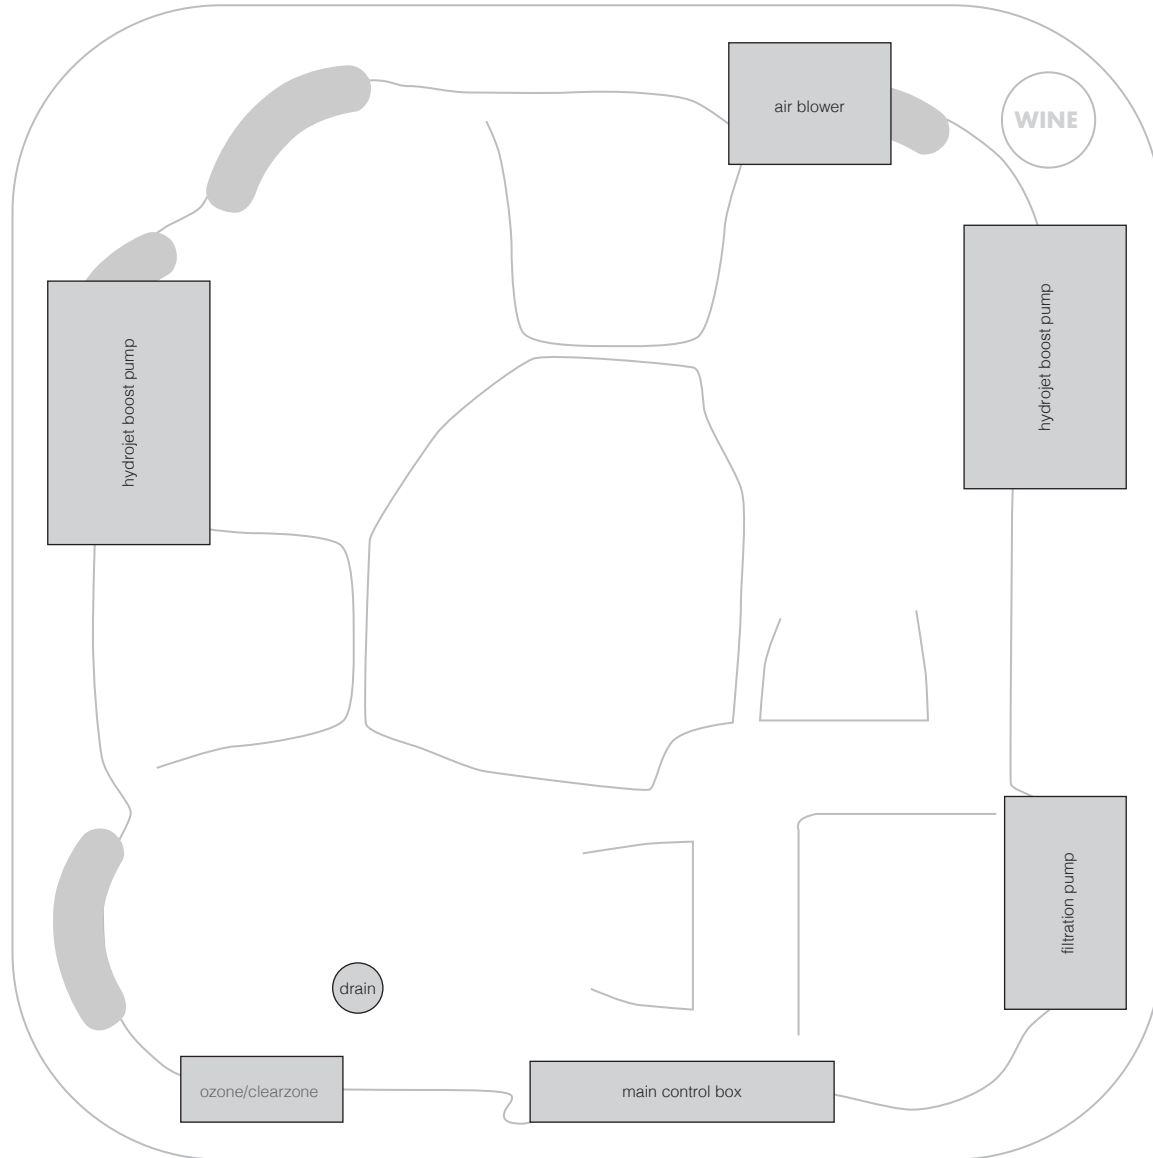 air blower
WINE
hydrojet boost pump
hydrojet boost pump
filtration pump
drain
ozone/clearzone
main control box